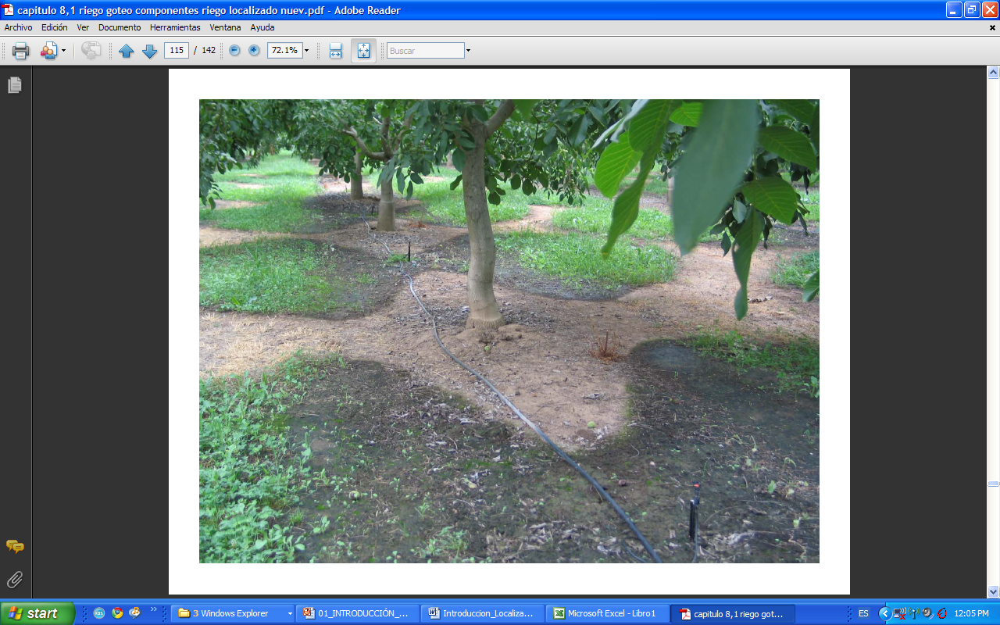 capitulo 8,1 riego goteo componentes riego localizado nuev.pdf - Adobe Reader
Archivo Edición Ver Documento Herramientas Ventana Ayuda
115 / 142 72.1% Buscar
start 3 Windows Explorer 01_INTRODUCCIÓN_... Introduccion_Localiza... Microsoft Excel - Libro1 capitulo 8,1 riego got... ES 12:05 PM